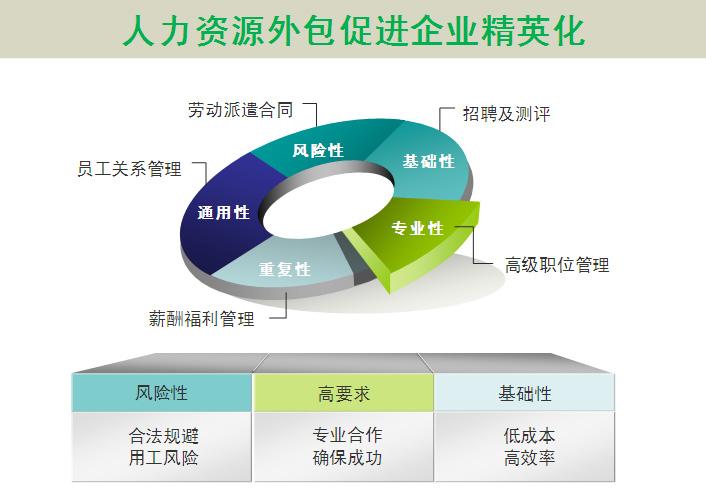 人力资源外包促进企业精英化
劳动派遣合同
招聘及测评
风险性
基础性
员工关系管理
通用性
专业性
高级职位管理
重复性
薪酬福利管理
风险性
高要求
基础性
合法规避
用工风险
专业合作
确保成功
低成本
高效率